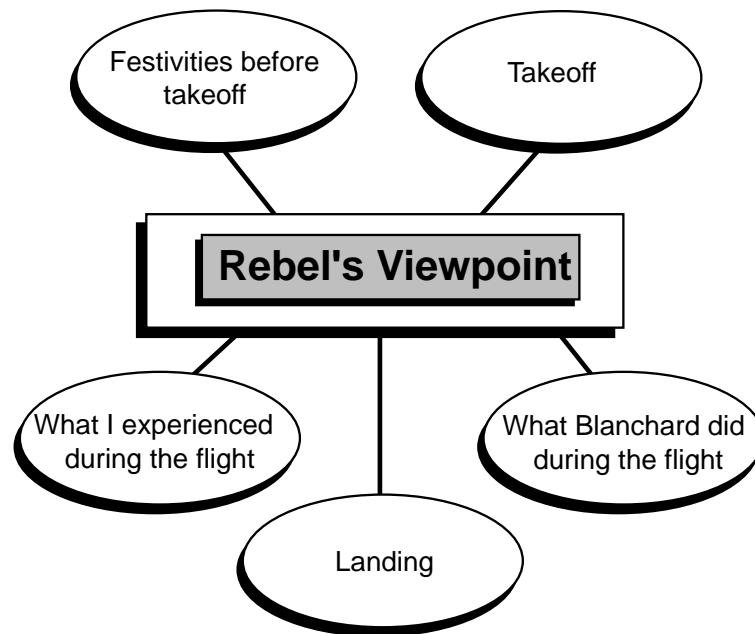 Festivities before
takeoff
Takeoff
Rebel's Viewpoint
What I experienced
during the flight
What Blanchard did
during the flight
Landing